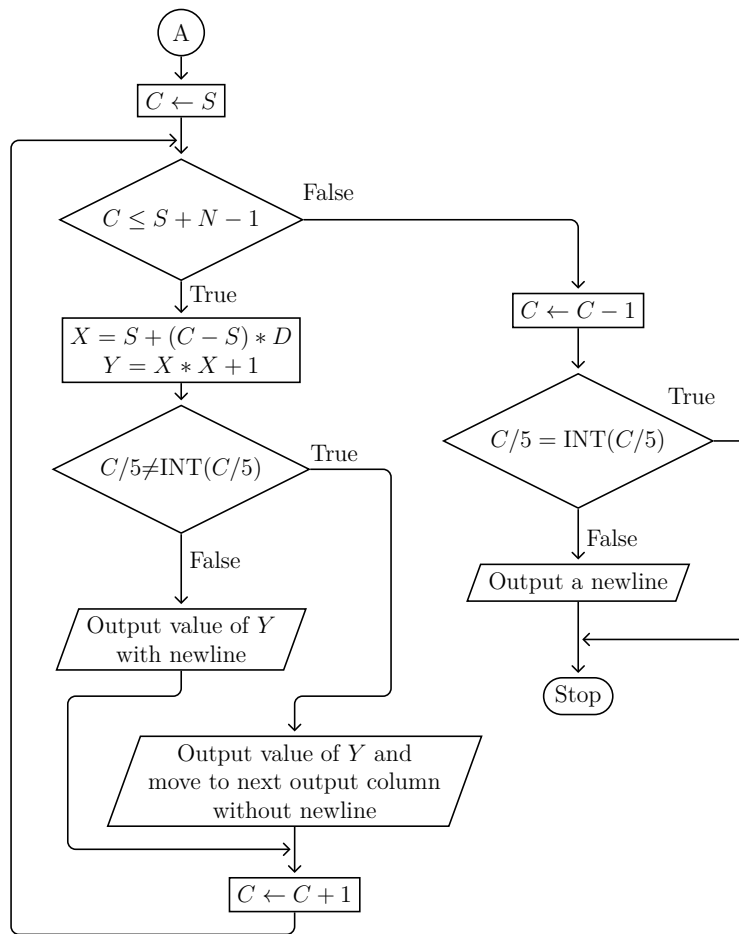 A
C ← S
C ≤ S + N − 1
False
True
X = S + (C − S) ∗ D
Y = X ∗ X + 1
C/5≠INT(C/5)
True
False
Output value of Y
with newline
Output value of Y and
move to next output column
without newline
C ← C + 1
C ← C − 1
C/5 = INT(C/5)
True
False
Output a newline
Stop